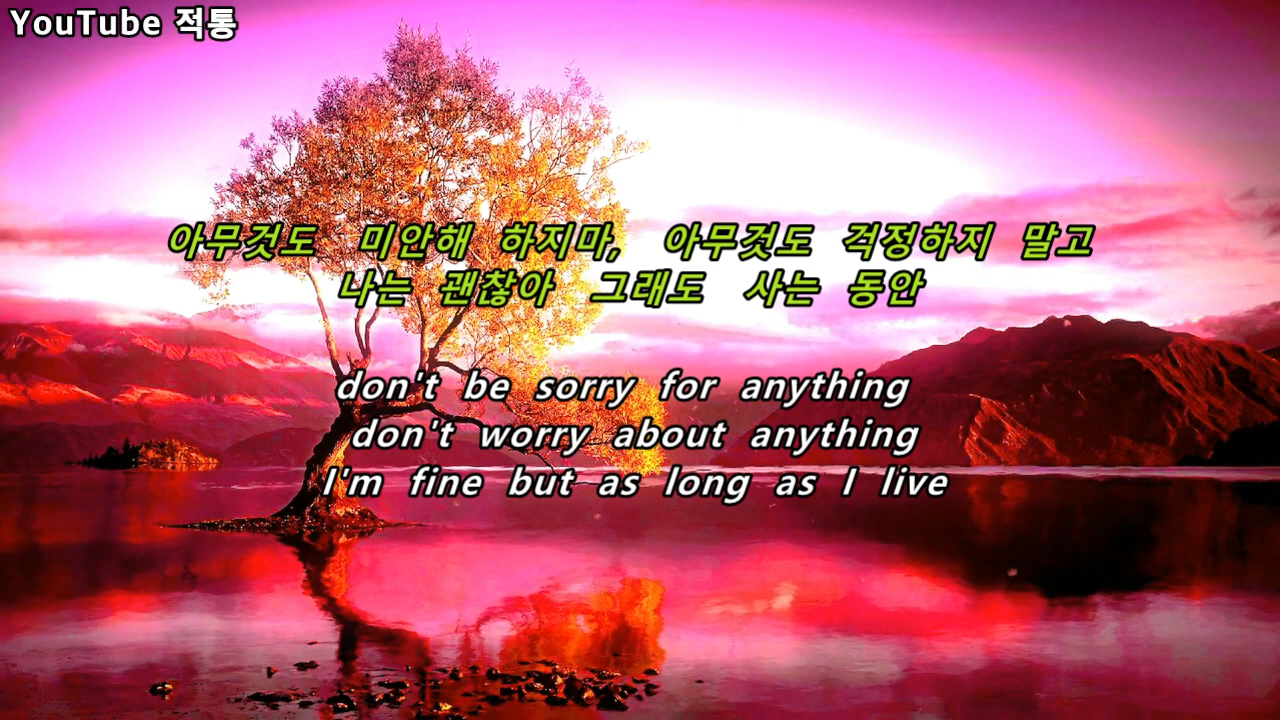 YouTube 적통
아무것도 미안해 하지마, 아무것도 걱정하지 말고
나는 괜찮아 그래도 사는 동안
don't be sorry for anything
don't worry about anything
I'm fine but as long as I live